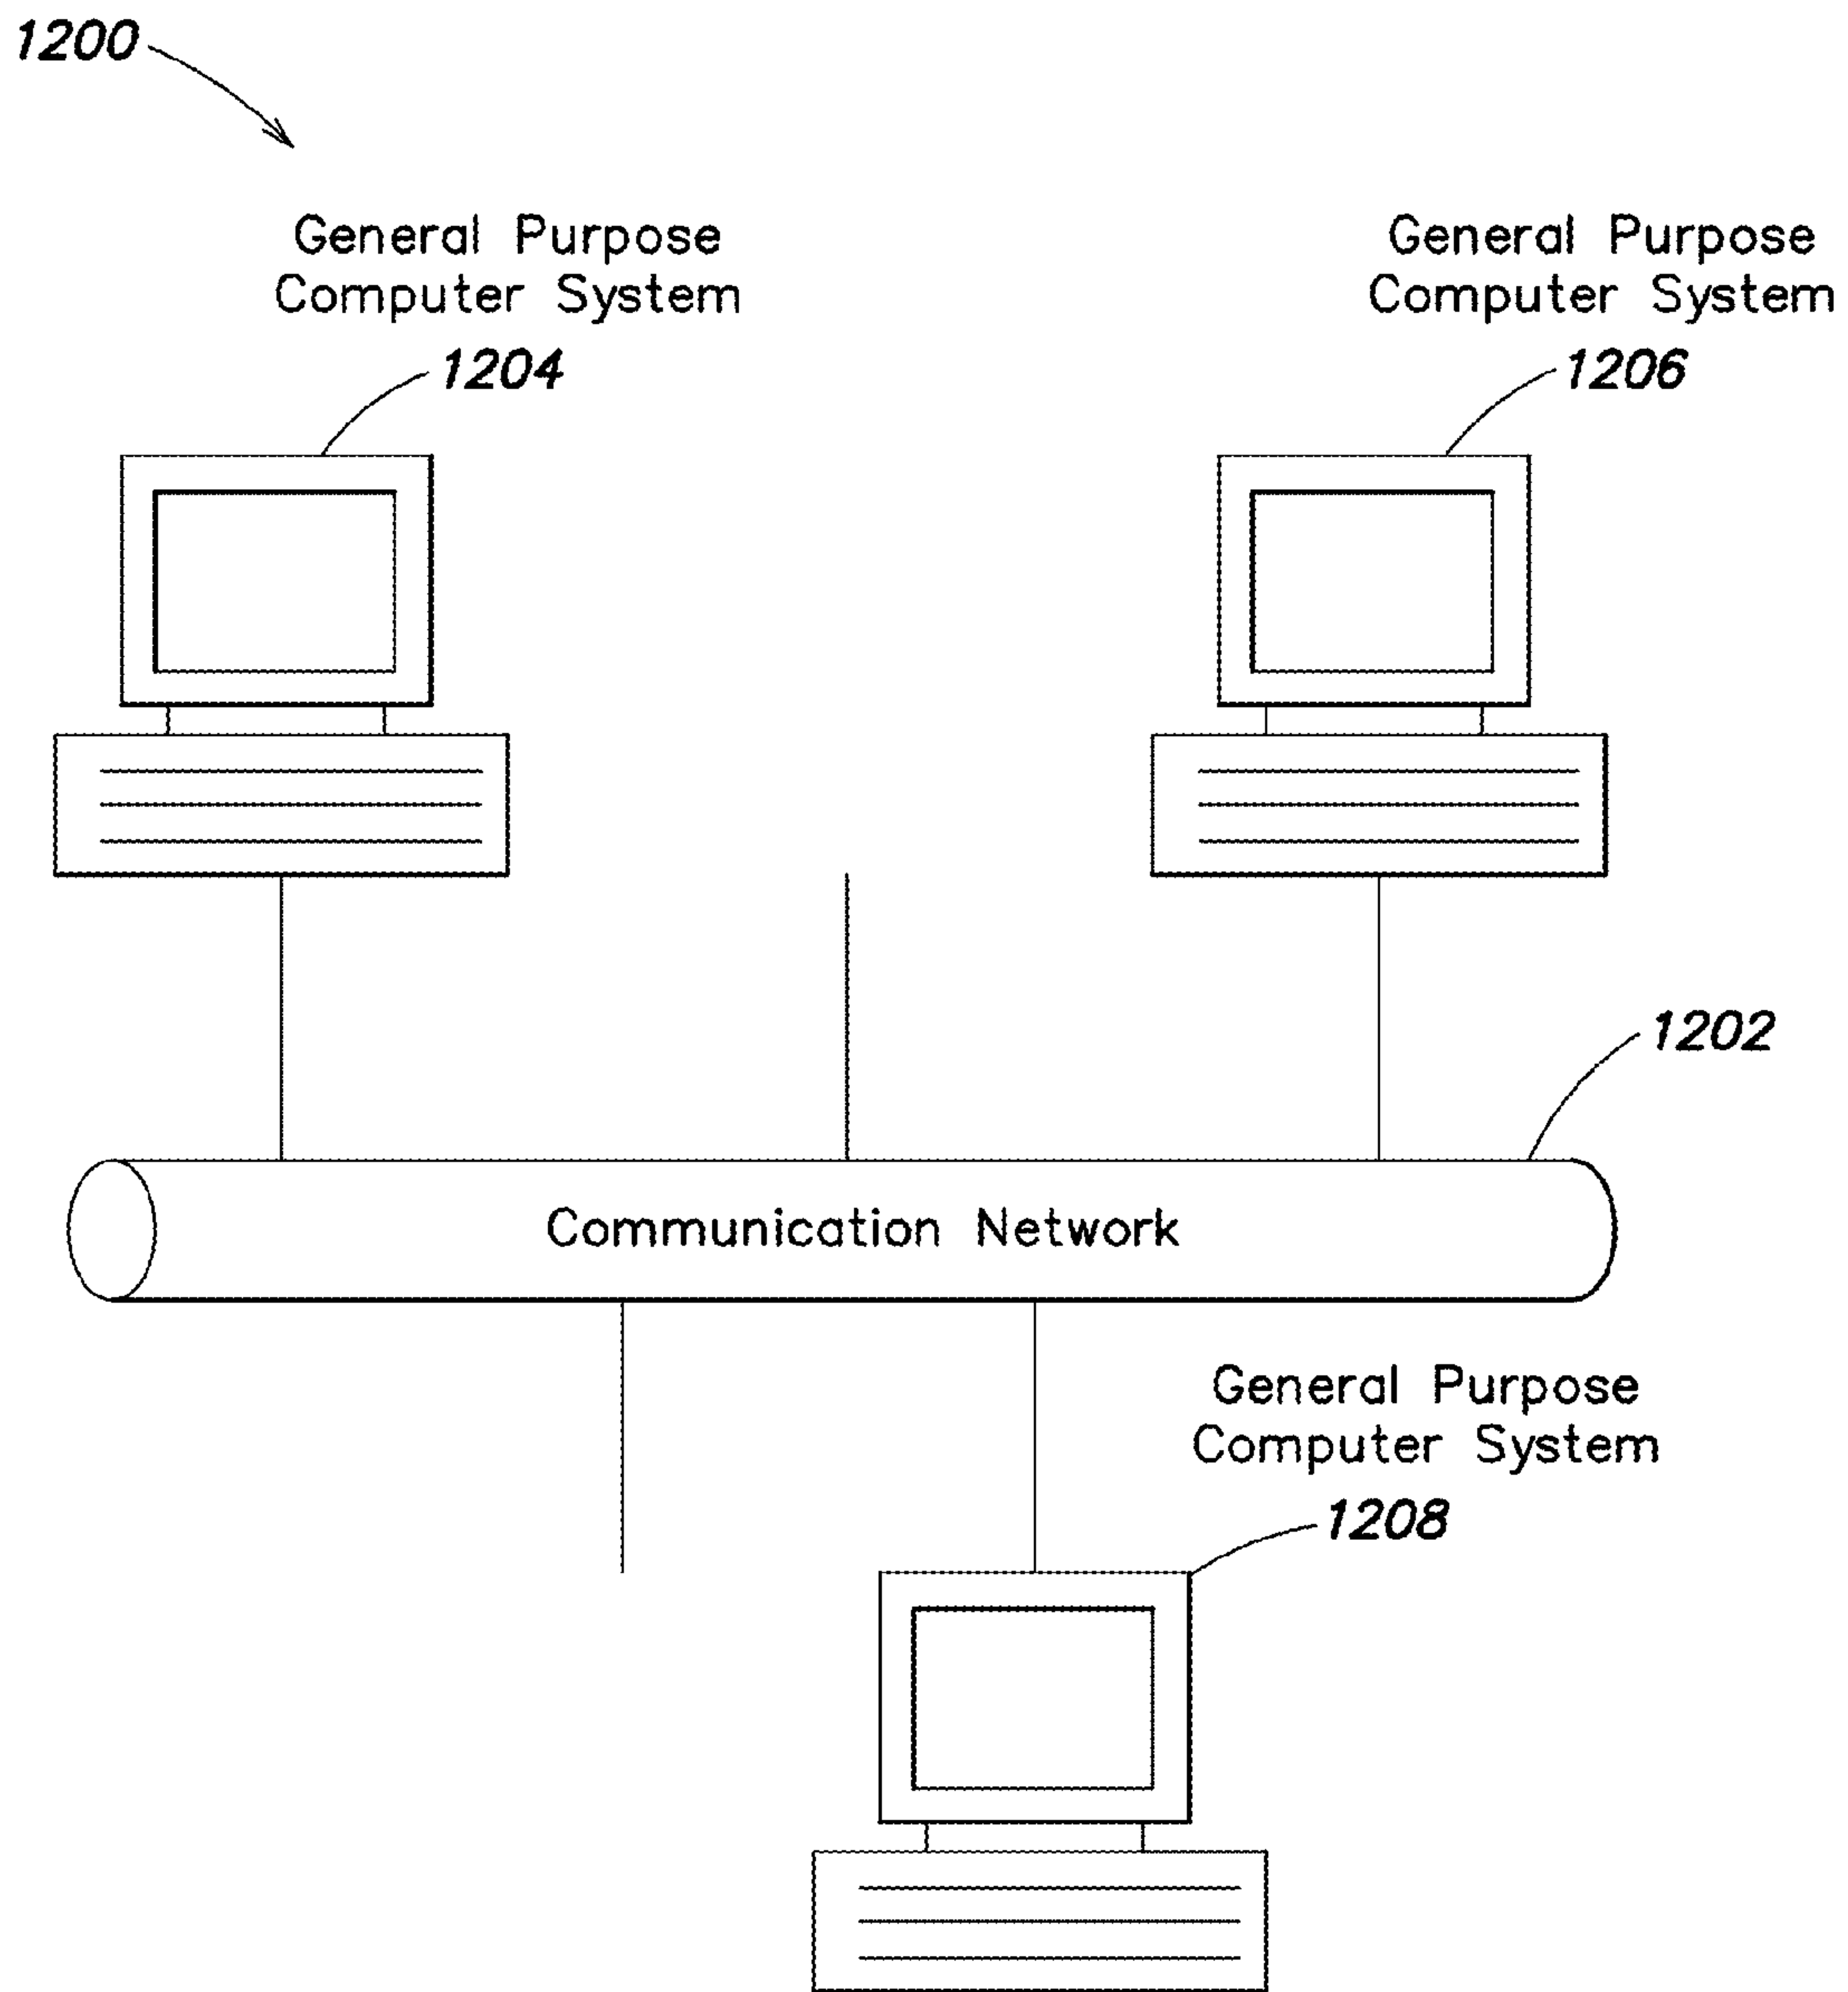 1200
General Purpose
Computer System
1204
General Purpose
Computer System
1206
1202
Communication Network
General Purpose
Computer System
1208